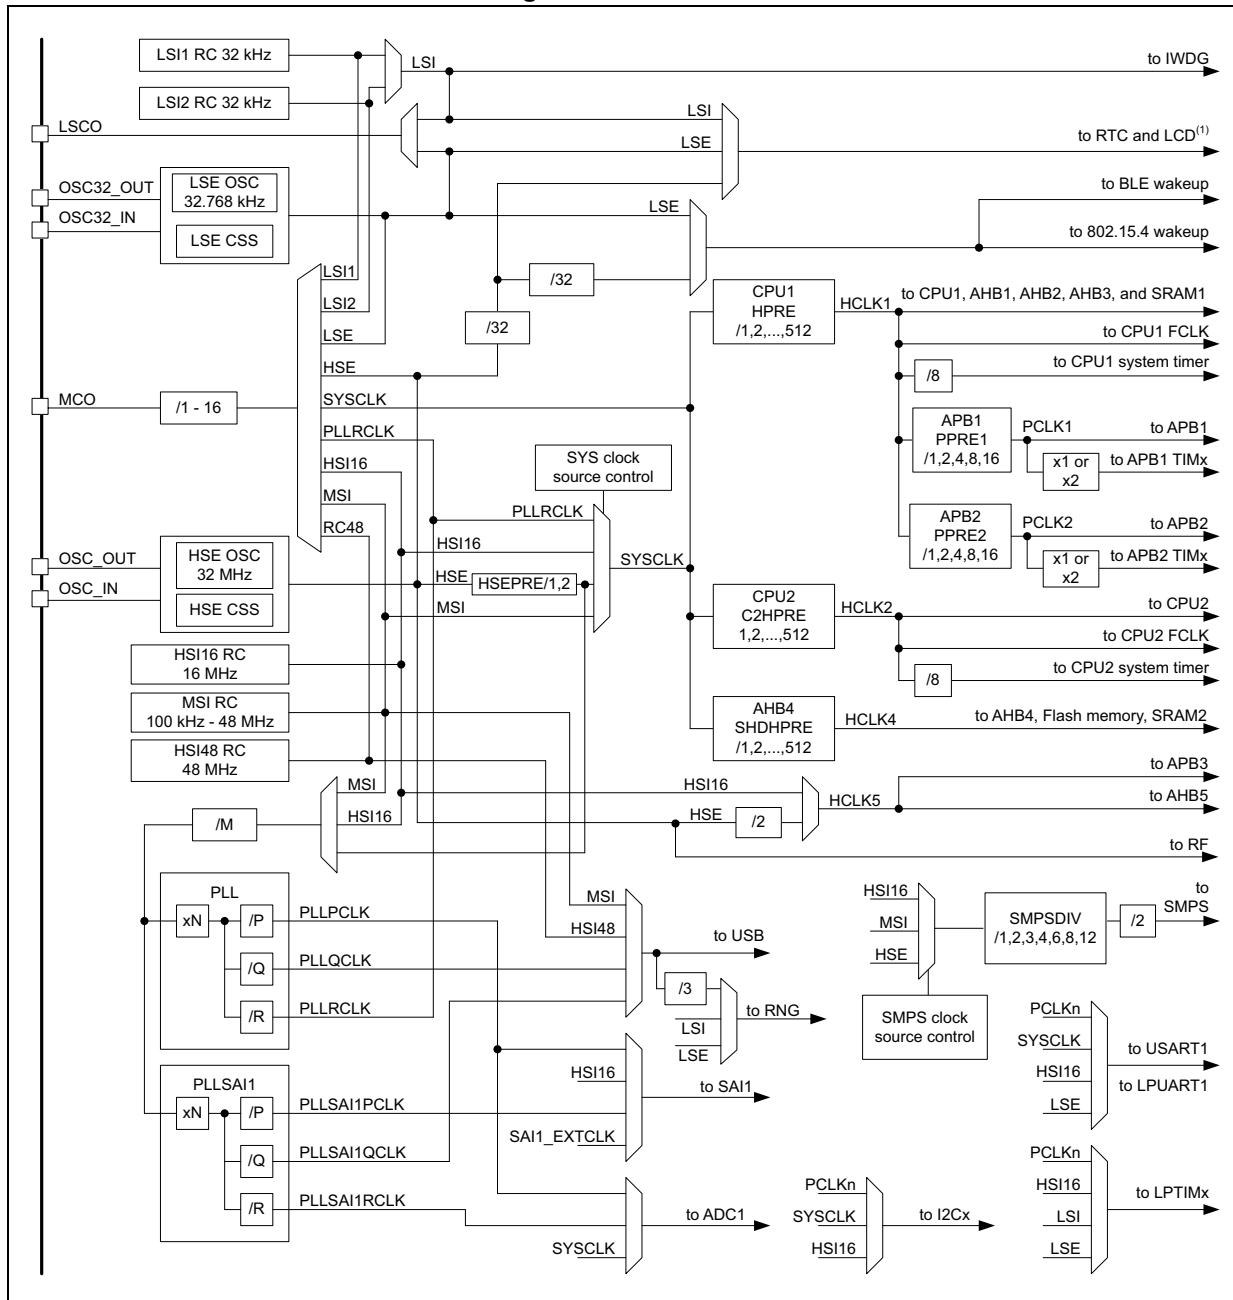 LSI1 RC 32 kHz
LSI
to IWDG
LSI2 RC 32 kHz
LSCO
LSI
LSE
to RTC and LCD(1)
OSC32_OUT
LSE OSC
32.768 kHz
OSC32_IN
LSE CSS
LSE
to BLE wakeup
to 802.15.4 wakeup
LSI1
LSI2
LSE
HSE
SYSCLK
PLLRCLK
HSI16
MSI
RC48
/32
/32
CPU1
HPRE
/1,2,...,512
HCLK1
to CPU1, AHB1, AHB2, AHB3, and SRAM1
to CPU1 FCLK
/8
to CPU1 system timer
MCO
/1 - 16
APB1
PPRE1
/1,2,4,8,16
PCLK1
to APB1
x1 or
x2
to APB1 TIMx
SYS clock
source control
PLLRCLK
HSI16
HSE
HSEPRE/1,2
MSI
SYSCLK
APB2
PPRE2
/1,2,4,8,16
PCLK2
to APB2
x1 or
x2
to APB2 TIMx
OSC_OUT
HSE OSC
32 MHz
OSC_IN
HSE CSS
CPU2
C2HPRE
1,2,...,512
HCLK2
to CPU2
to CPU2 FCLK
/8
to CPU2 system timer
HSI16 RC
16 MHz
MSI RC
100 kHz - 48 MHz
HSI48 RC
48 MHz
AHB4
SHDHPRE
/1,2,...,512
HCLK4
to AHB4, Flash memory, SRAM2
MSI
HSI16
/M
HSI16
HSE
/2
HCLK5
to APB3
to AHB5
to RF
PLL
xN
/P
PLLPCLK
/Q
PLLQCLK
/R
PLLRCLK
MSI
HSI48
to USB
/3
LSI
LSE
to RNG
HSI16
MSI
HSE
SMPSDIV
/1,2,3,4,6,8,12
/2
to
SMPS
SMPS clock
source control
PCLKn
SYSCLK
HSI16
LSE
to USART1
to LPUART1
PLLSAI1
xN
/P
PLLSAI1PCLK
/Q
PLLSAI1QCLK
/R
PLLSAI1RCLK
HSI16
SAI1_EXTCLK
to SAI1
SYSCLK
to ADC1
PCLKn
SYSCLK
HSI16
to I2Cx
PCLKn
HSI16
LSI
LSE
to LPTIMx